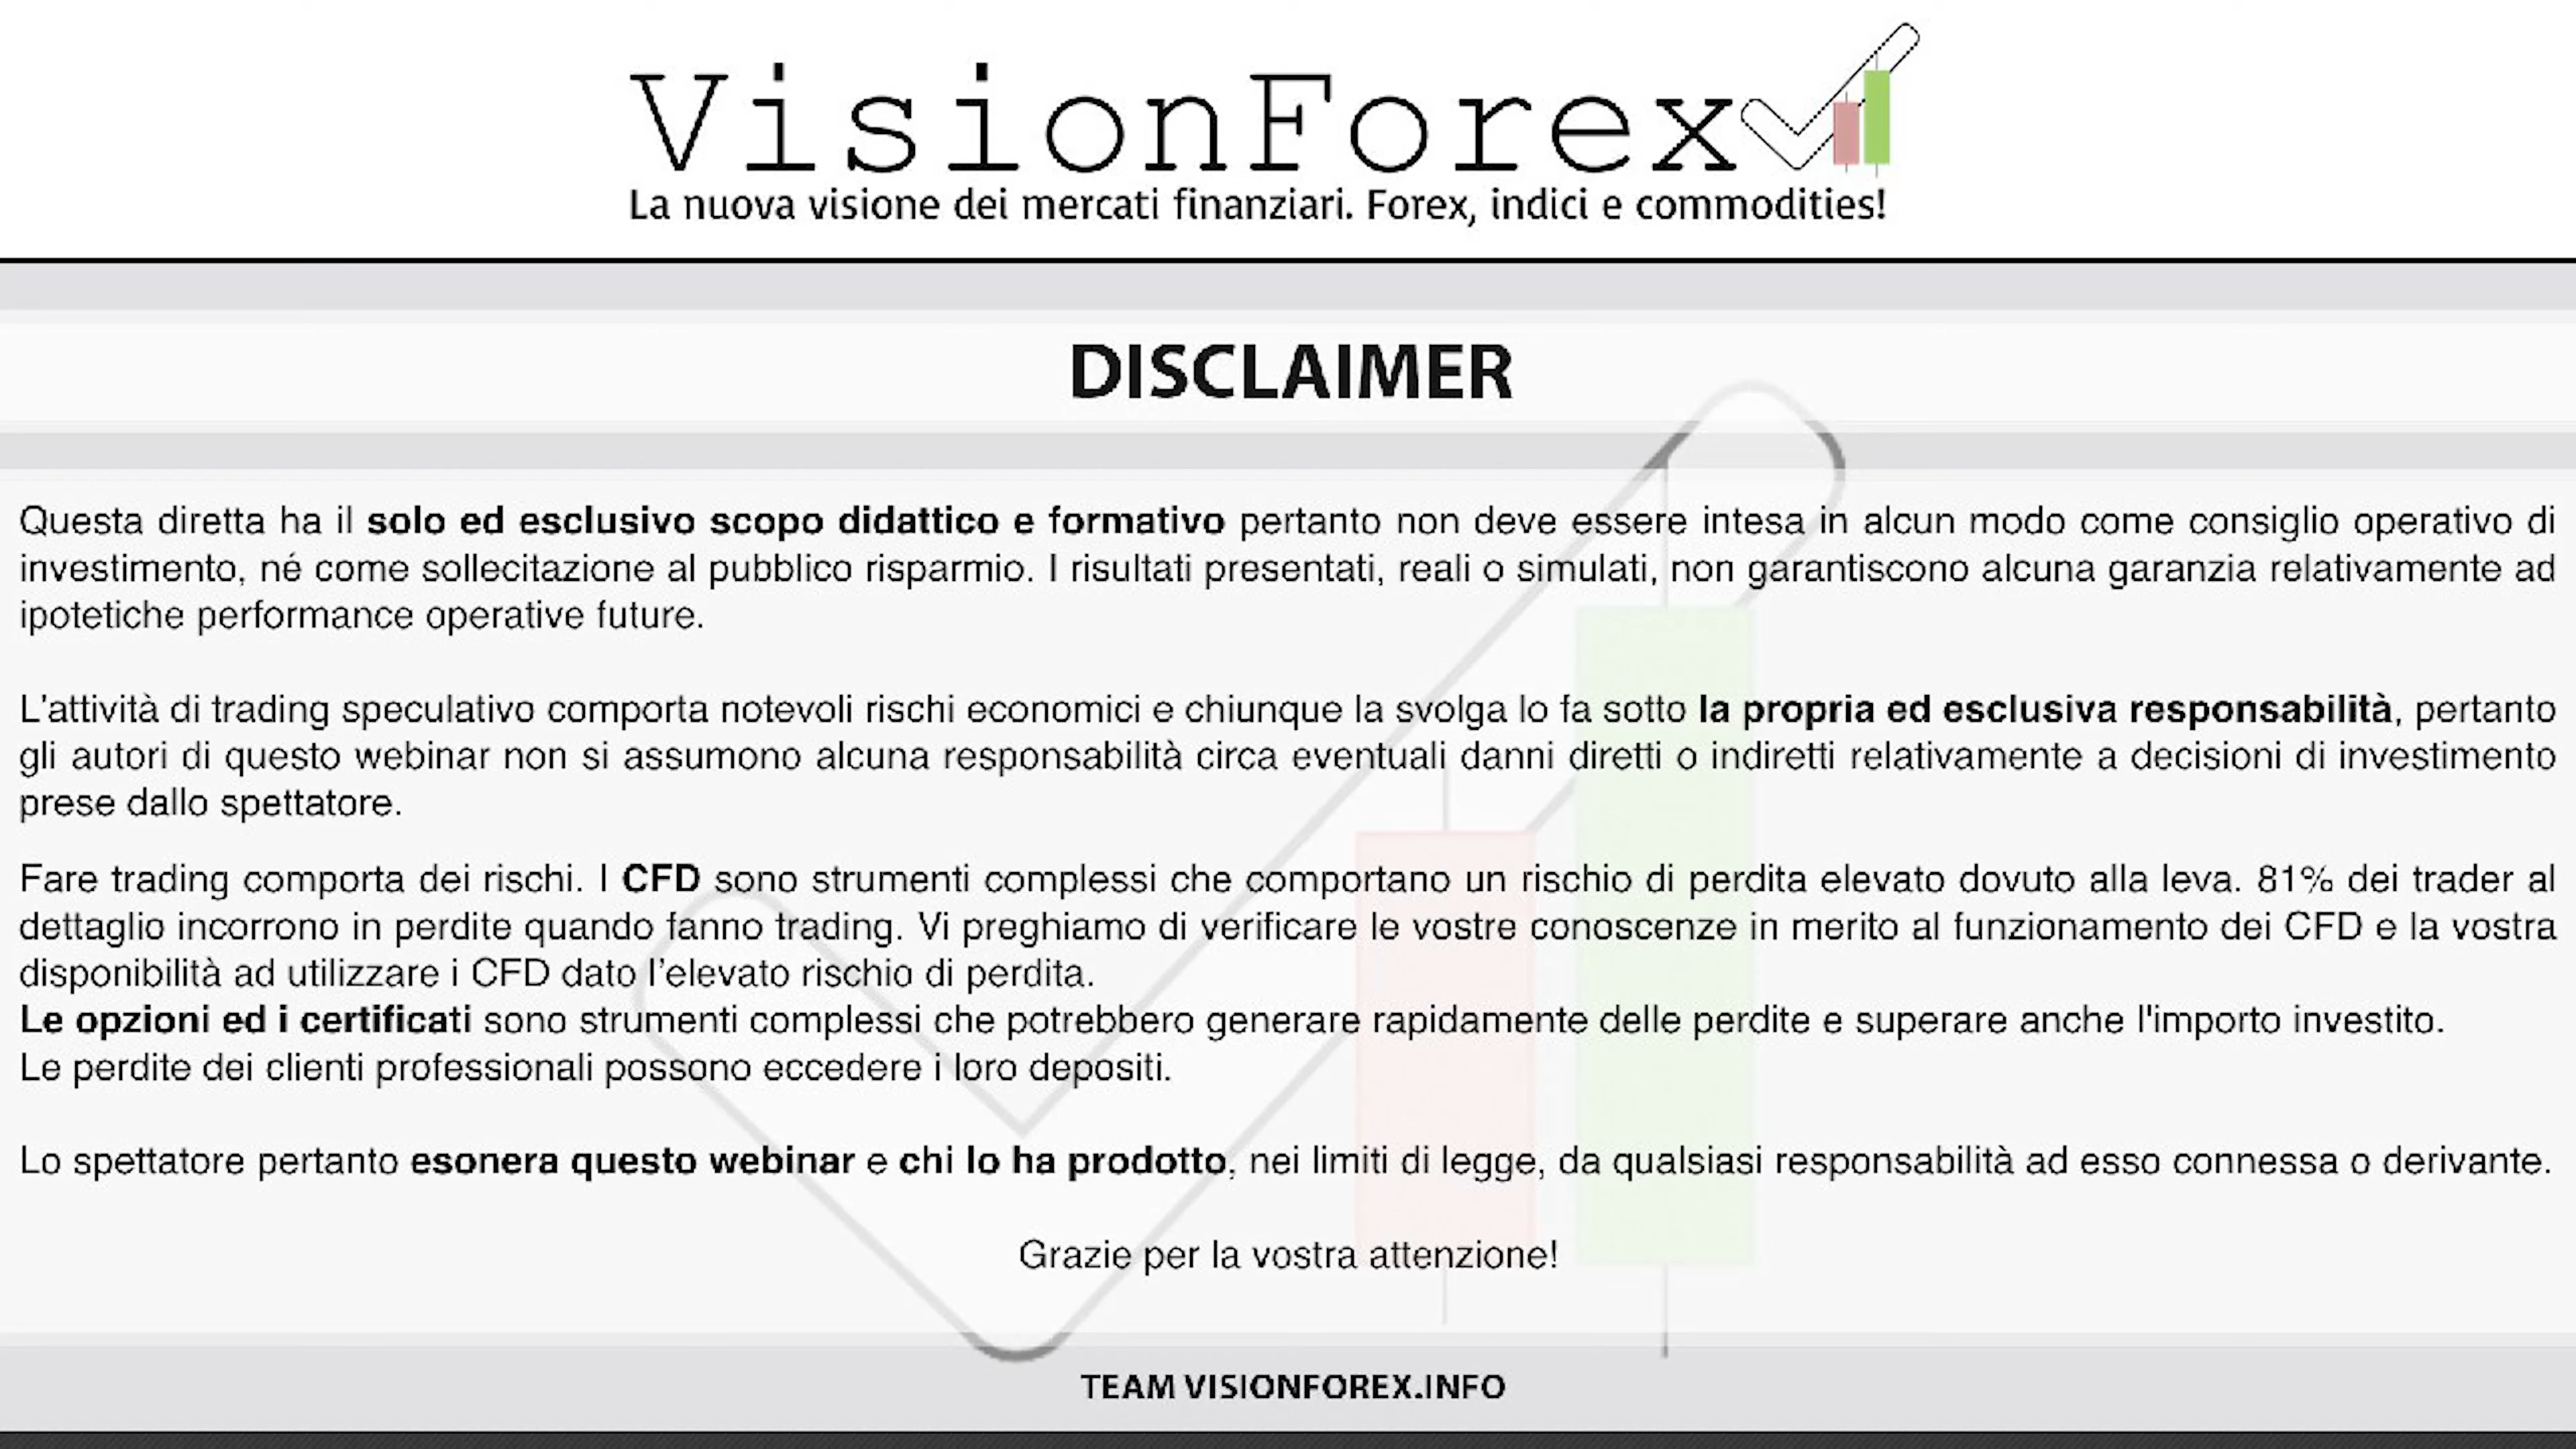 VisionForex
La nuova visione dei mercati finanziari. Forex, indici e commodities!
DISCLAIMER
Questa diretta ha il solo ed esclusivo scopo didattico e formativo pertanto non deve essere intesa in alcun modo come consiglio operativo di
investimento, né come sollecitazione al pubblico risparmio. I risultati presentati, reali o simulati, non garantiscono alcuna garanzia relativamente ad
ipotetiche performance operative future.
L'attività di trading speculativo comporta notevoli rischi economici e chiunque la svolga lo fa sotto la propria ed esclusiva responsabilità, pertanto
gli autori di questo webinar non si assumono alcuna responsabilità circa eventuali danni diretti o indiretti relativamente a decisioni di investimento
prese dallo spettatore.
Fare trading comporta dei rischi. I CFD sono strumenti complessi che comportano un rischio di perdita elevato dovuto alla leva. 81% dei trader al
dettaglio incorrono in perdite quando fanno trading. Vi preghiamo di verificare le vostre conoscenze in merito al funzionamento dei CFD e la vostra
disponibilità ad utilizzare i CFD dato l'elevato rischio di perdita.
Le opzioni ed i certificati sono strumenti complessi che potrebbero generare rapidamente delle perdite e superare anche l'importo investito.
Le perdite dei clienti professionali possono eccedere i loro depositi.
Lo spettatore pertanto esonera questo webinar e chi lo ha prodotto, nei limiti di legge, da qualsiasi responsabilità ad esso connessa o derivante.
Grazie per la vostra attenzione!
TEAM VISIONFOREX.INFO